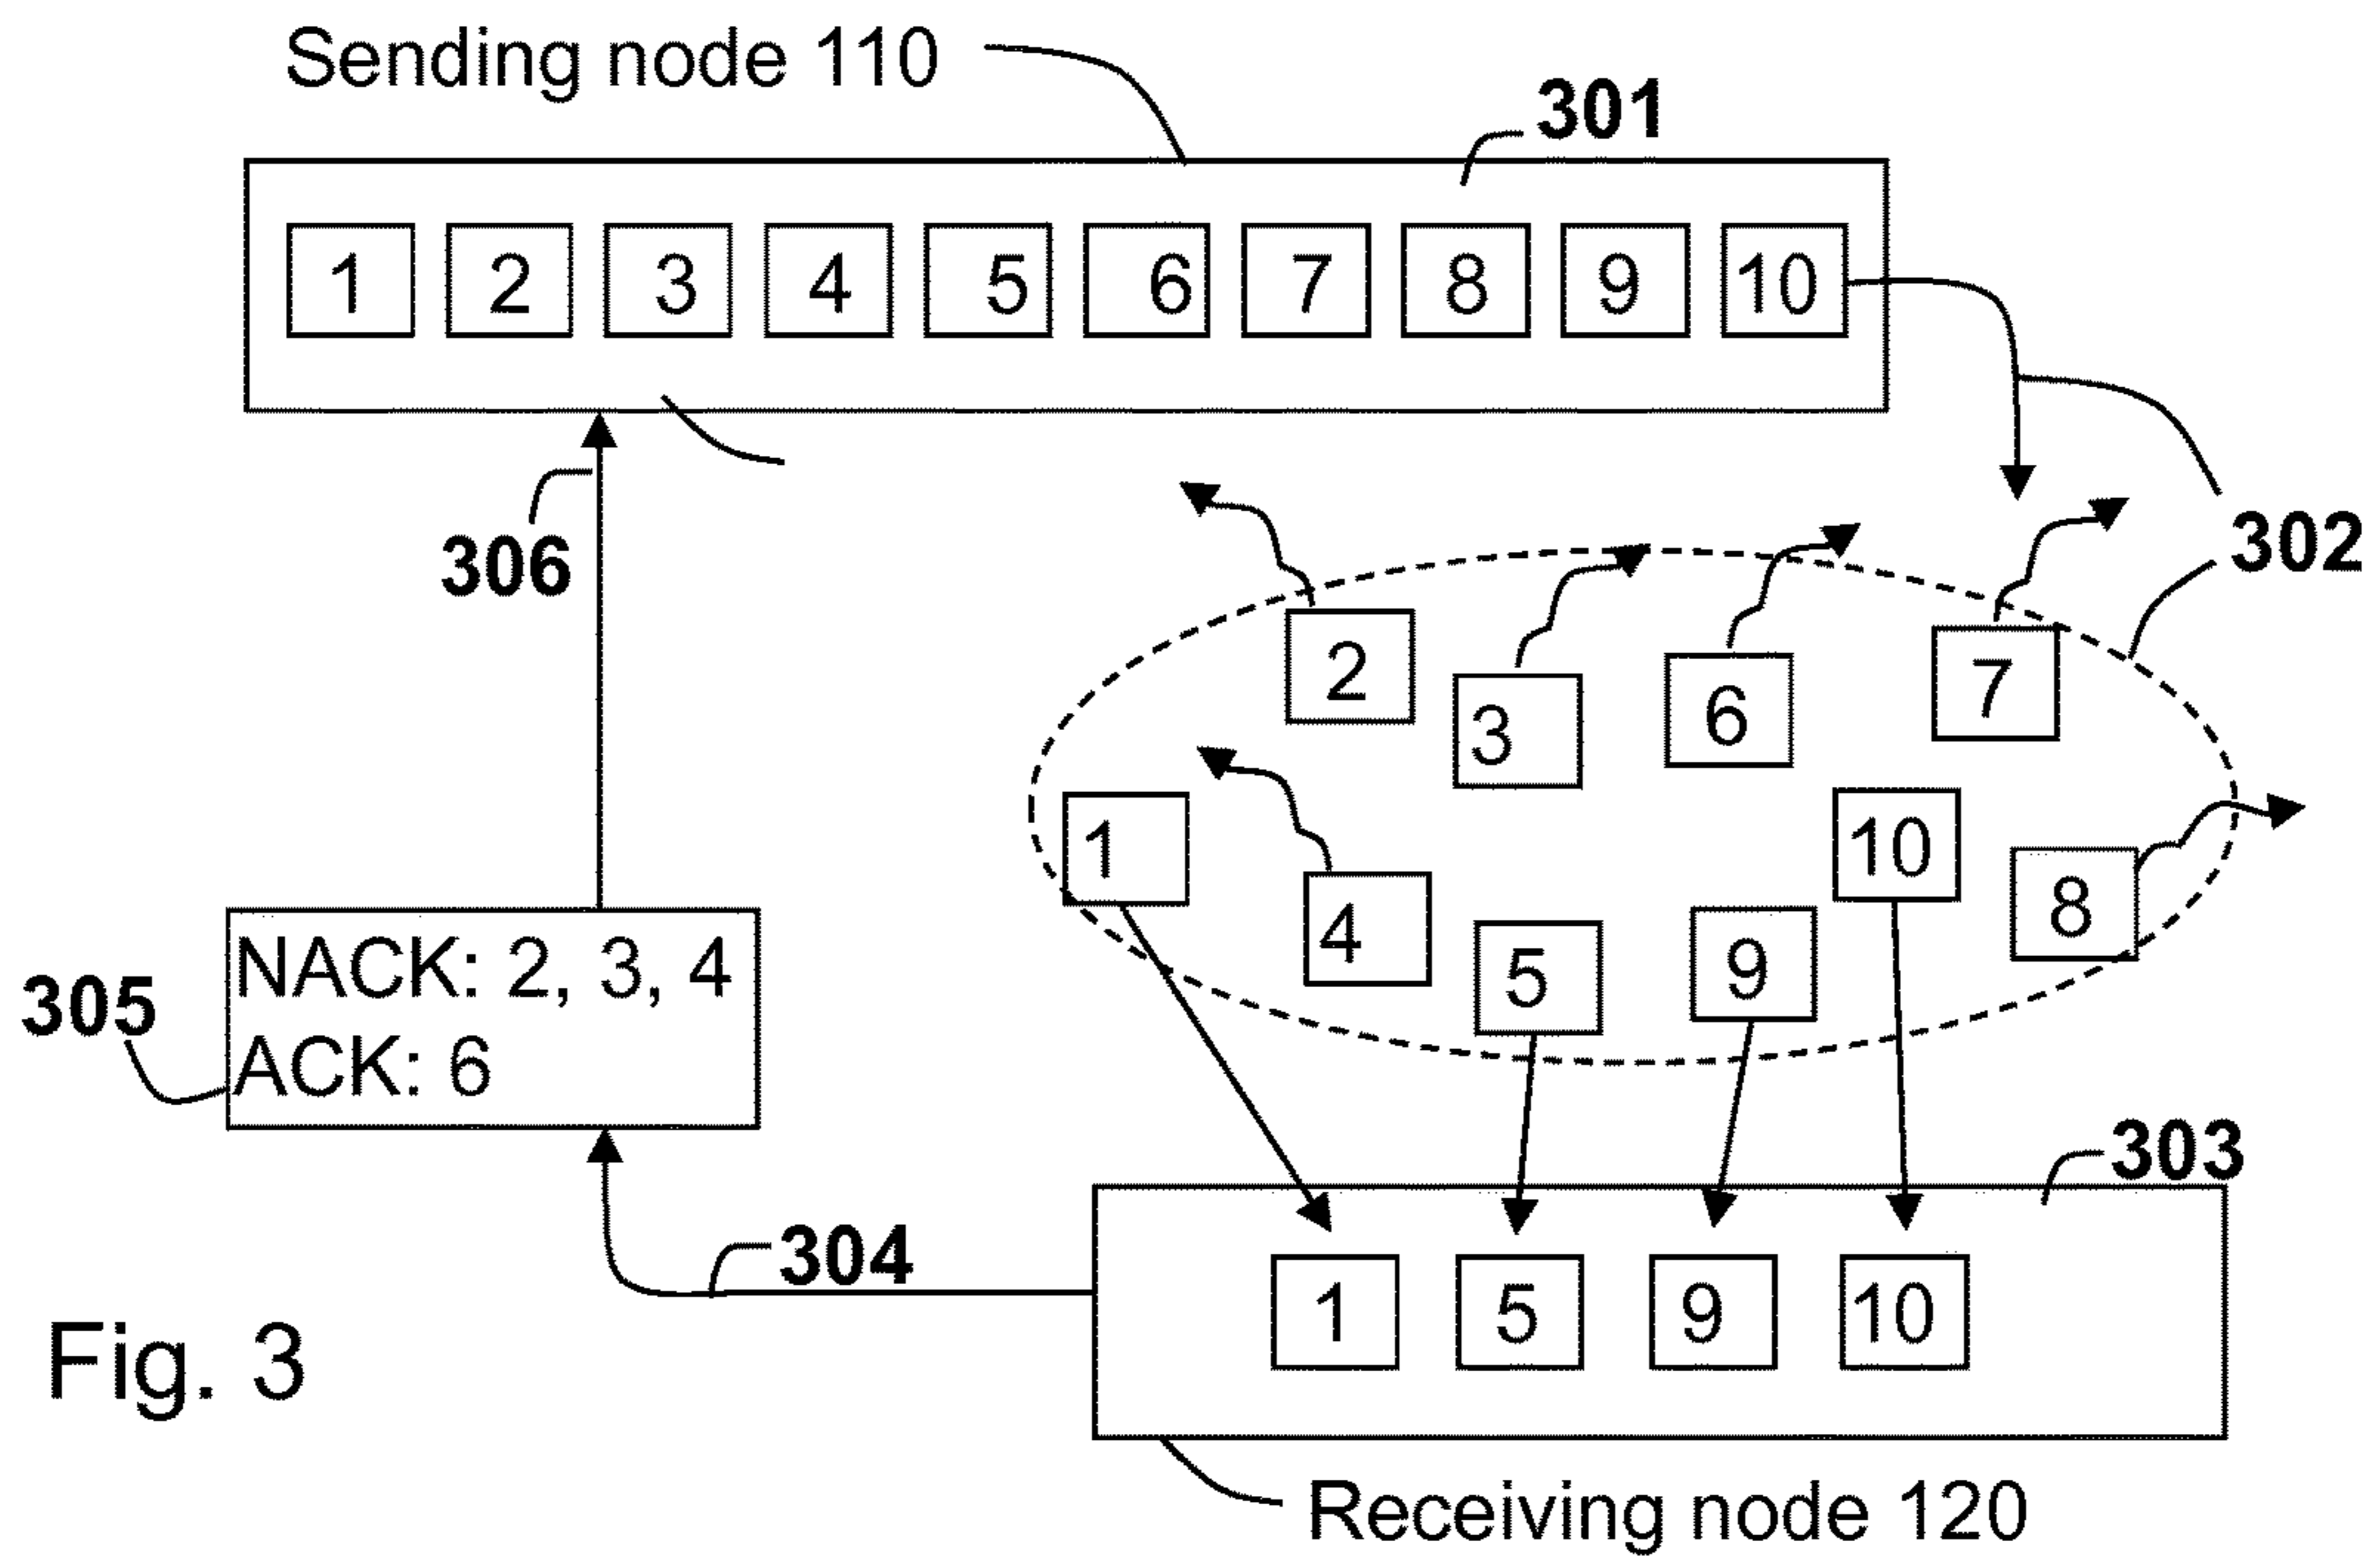 Sending node 110
301
1 2 3 4 5 6 7 8 9 10
306
302
2 3 6 7
1 4 5 9 10 8
NACK: 2, 3, 4
ACK: 6
305
303
304
1 5 9 10
Fig. 3
Receiving node 120